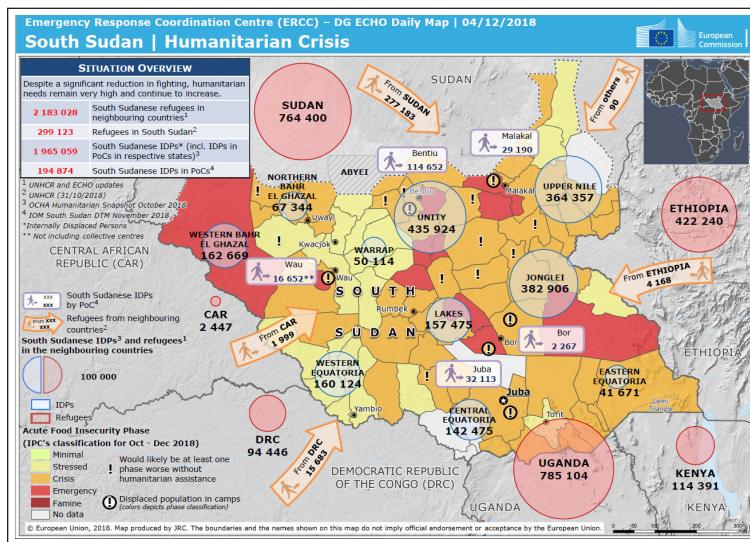 Emergency Response Coordination Centre (ERCC) – DG ECHO Daily Map | 04/12/2018
South Sudan | Humanitarian Crisis
European
Commission
SITUATION OVERVIEW
Despite a significant reduction in fighting, humanitarian
needs remain very high and continue to increase.
2 183 028 South Sudanese refugees in
neighbouring countries¹
299 123 Refugees in South Sudan²
1 965 059 South Sudanese IDPs* (incl. IDPs in
PoCs in respective states)³
194 874 South Sudanese IDPs in PoCs⁴
¹ UNHCR and ECHO updates
² UNHCR (31/10/2018)
³ OCHA Humanitarian Snapshot October 2018
⁴ IOM South Sudan DTM November 2018
*Internally Displaced Persons
** Not including collective centres
CENTRAL AFRICAN
REPUBLIC (CAR)
SUDAN
SUDAN
764 400
From SUDAN
277 183
From others
90
Bentiu
114 652
Malakal
29 190
ABYEI
NORTHERN
BAHR
EL GHAZAL
67 344
Uwayl
Bentiu
Malakal
UNITY
435 924
UPPER NILE
364 357
ETHIOPIA
422 240
WESTERN BAHR
EL GHAZAL
162 669
Kwacjok
WARRAP
50 114
Wau
16 652**
Wau
JONGLEI
382 906
From ETHIOPIA
4 168
SOUTH
SUDAN
Rumbek
LAKES
157 475
CAR
2 447
From CAR
1 999
Bor
Bor
2 267
ETHIOPIA
WESTERN
EQUATORIA
160 124
Juba
32 113
Juba
EASTERN
EQUATORIA
41 671
Demi.
Triangle
Yambio
CENTRAL
EQUATORIA
142 475
Torit
DRC
94 446
From DRC
15 683
DEMOCRATIC REPUBLIC
OF THE CONGO (DRC)
UGANDA
785 104
UGANDA
KENYA
114 391
KENYA
xxx
xxx
South Sudanese IDPs
by PoC⁴
From xxx
xxx
Refugees from neighbouring
countries²
South Sudanese IDPs³ and refugees¹
in the neighbouring countries
100 000
IDPs
Refugees
Acute Food Insecurity Phase
(IPC's classification for Oct - Dec 2018)
Minimal
Stressed
Crisis
Emergency
Famine
No data
! Would likely be at least one
phase worse without
humanitarian assistance
! Displaced population in camps
(colors depicts phase classification)
© European Union, 2018. Map produced by JRC. The boundaries and the names shown on this map do not imply official endorsement or acceptance by the European Union.